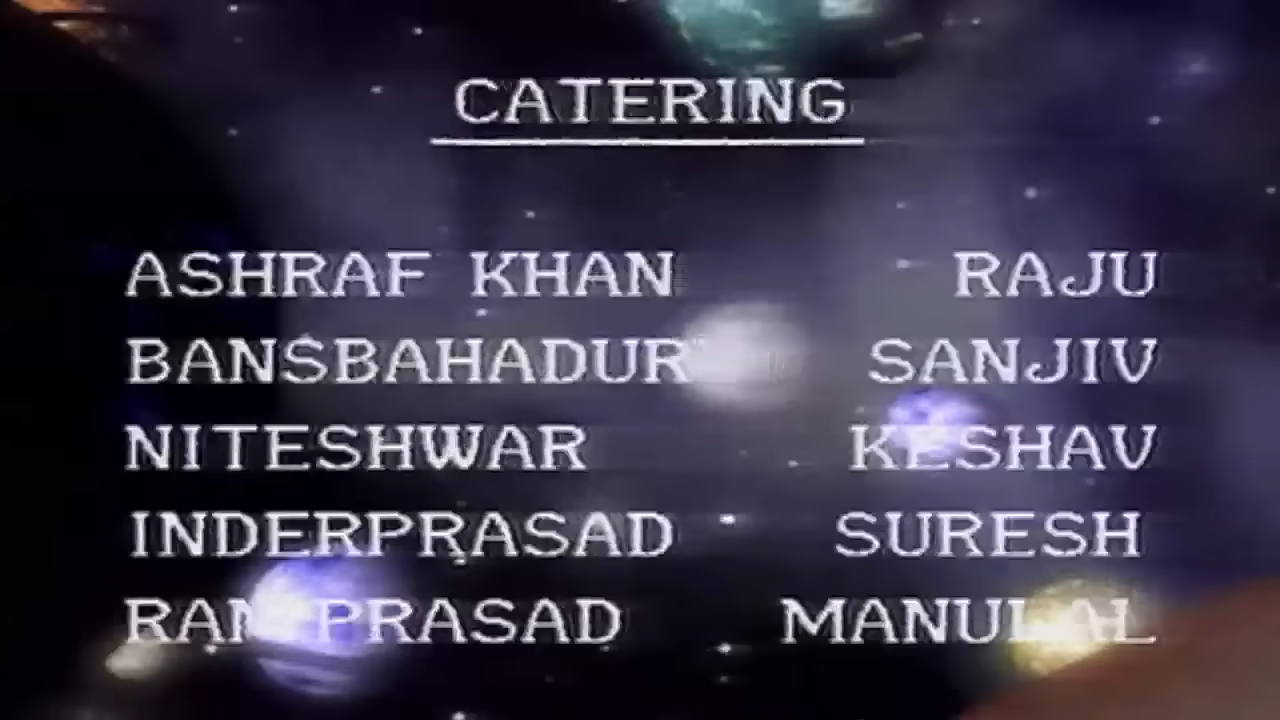 CATERING
ASHRAF KHAN RAJU
BANSBAHADUR SANJIV
NITESHWAR KESHAV
INDERPRASAD SURESH
RAM PRASAD MANULAL